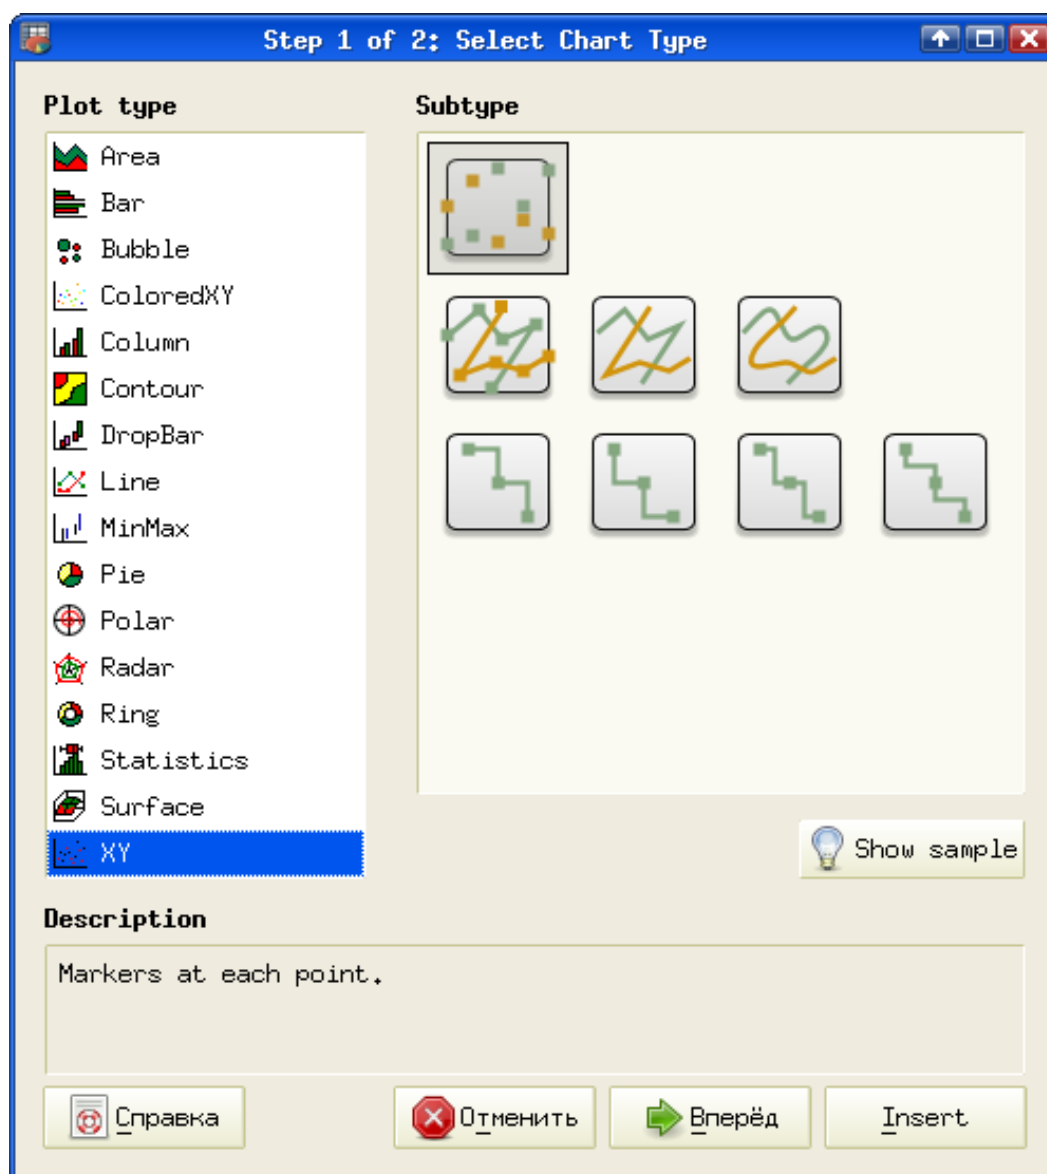 Step 1 of 2: Select Chart Type
Plot type
Subtype
Area
Bar
Bubble
ColoredXY
Column
Contour
DropBar
Line
MinMax
Pie
Polar
Radar
Ring
Statistics
Surface
XY
Show sample
Description
Markers at each point.
Справка
Отменить
Вперёд
Insert